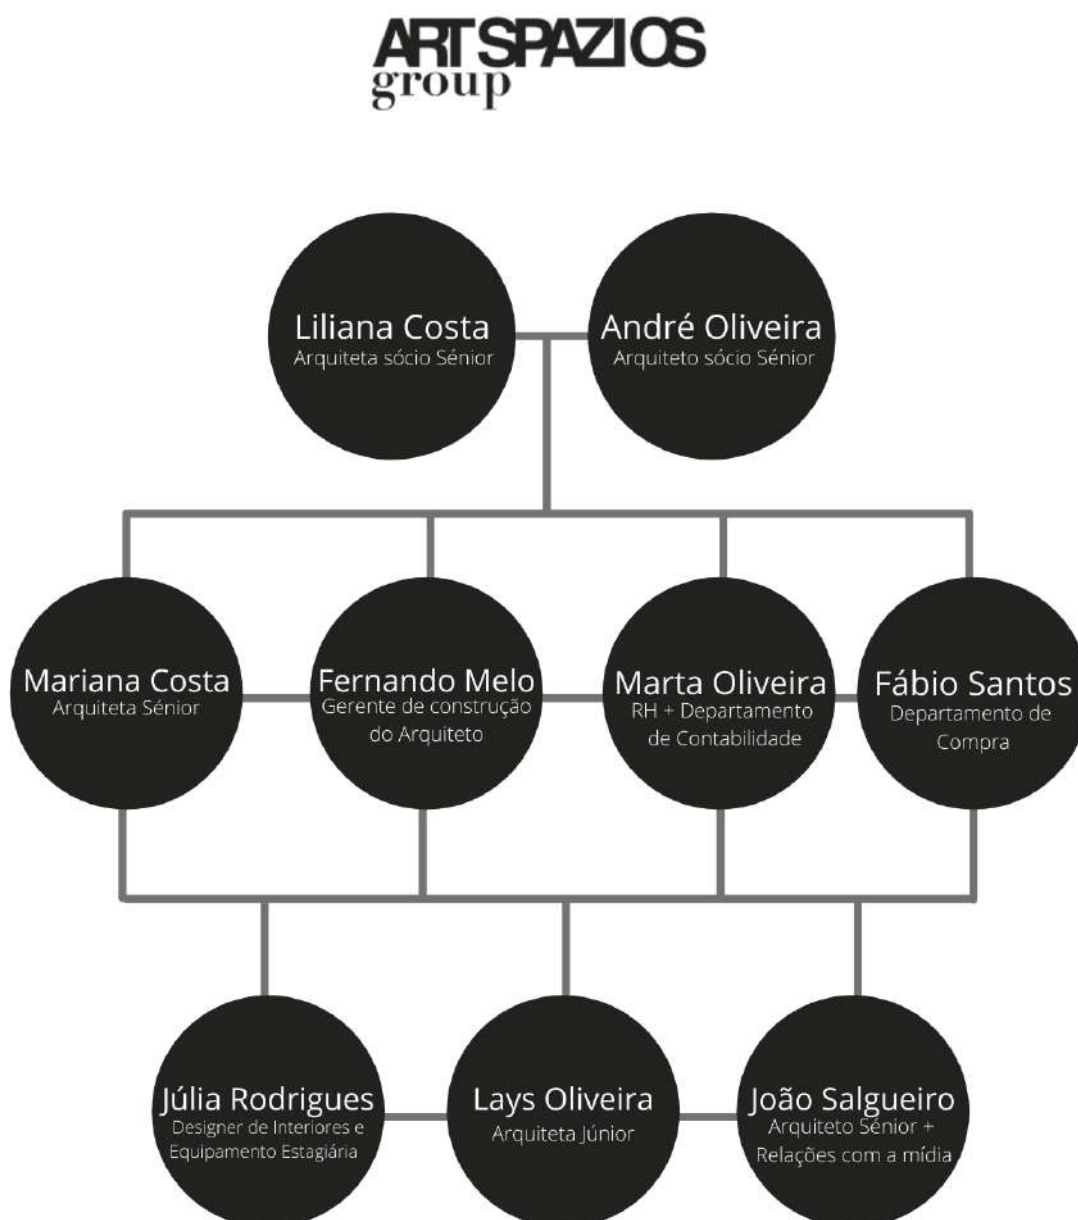 ARTSPAZIOS
group
Liliana Costa
Arquiteta sócio Sénior
André Oliveira
Arquiteto sócio Sénior
Mariana Costa
Arquiteta Sénior
Fernando Melo
Gerente de construção
do Arquiteto
Marta Oliveira
RH + Departamento
de Contabilidade
Fábio Santos
Departamento de
Compra
Júlia Rodrigues
Designer de Interiores e
Equipamento Estagiária
Lays Oliveira
Arquiteta Júnior
João Salgueiro
Arquiteto Sénior +
Relações com a mídia